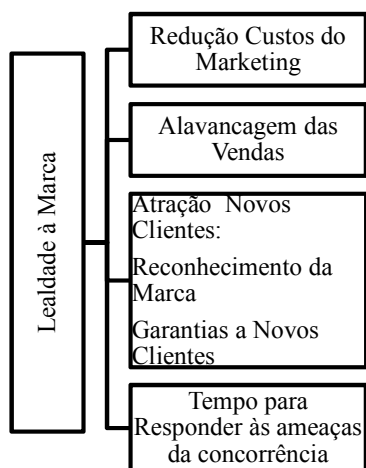 Lealdade à Marca
Redução Custos do
Marketing
Alavancagem das
Vendas
Atração Novos
Clientes:
Reconhecimento da
Marca
Garantias a Novos
Clientes
Tempo para
Responder às ameaças
da concorrência